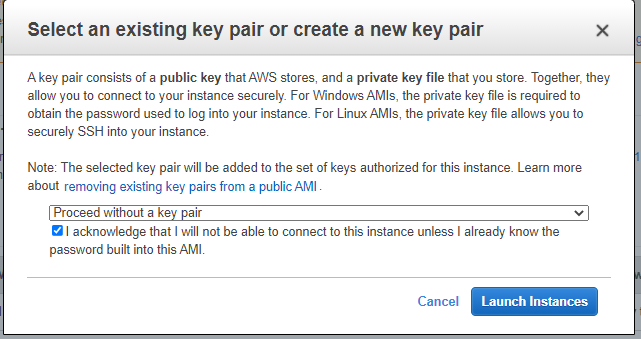 Select an existing key pair or create a new key pair
A key pair consists of a public key that AWS stores, and a private key file that you store. Together, they
allow you to connect to your instance securely. For Windows AMIs, the private key file is required to
obtain the password used to log into your instance. For Linux AMIs, the private key file allows you to
securely SSH into your instance.
Note: The selected key pair will be added to the set of keys authorized for this instance. Learn more
about removing existing key pairs from a public AMI .
Proceed without a key pair
I acknowledge that I will not be able to connect to this instance unless I already know the
password built into this AMI.
Cancel Launch Instances